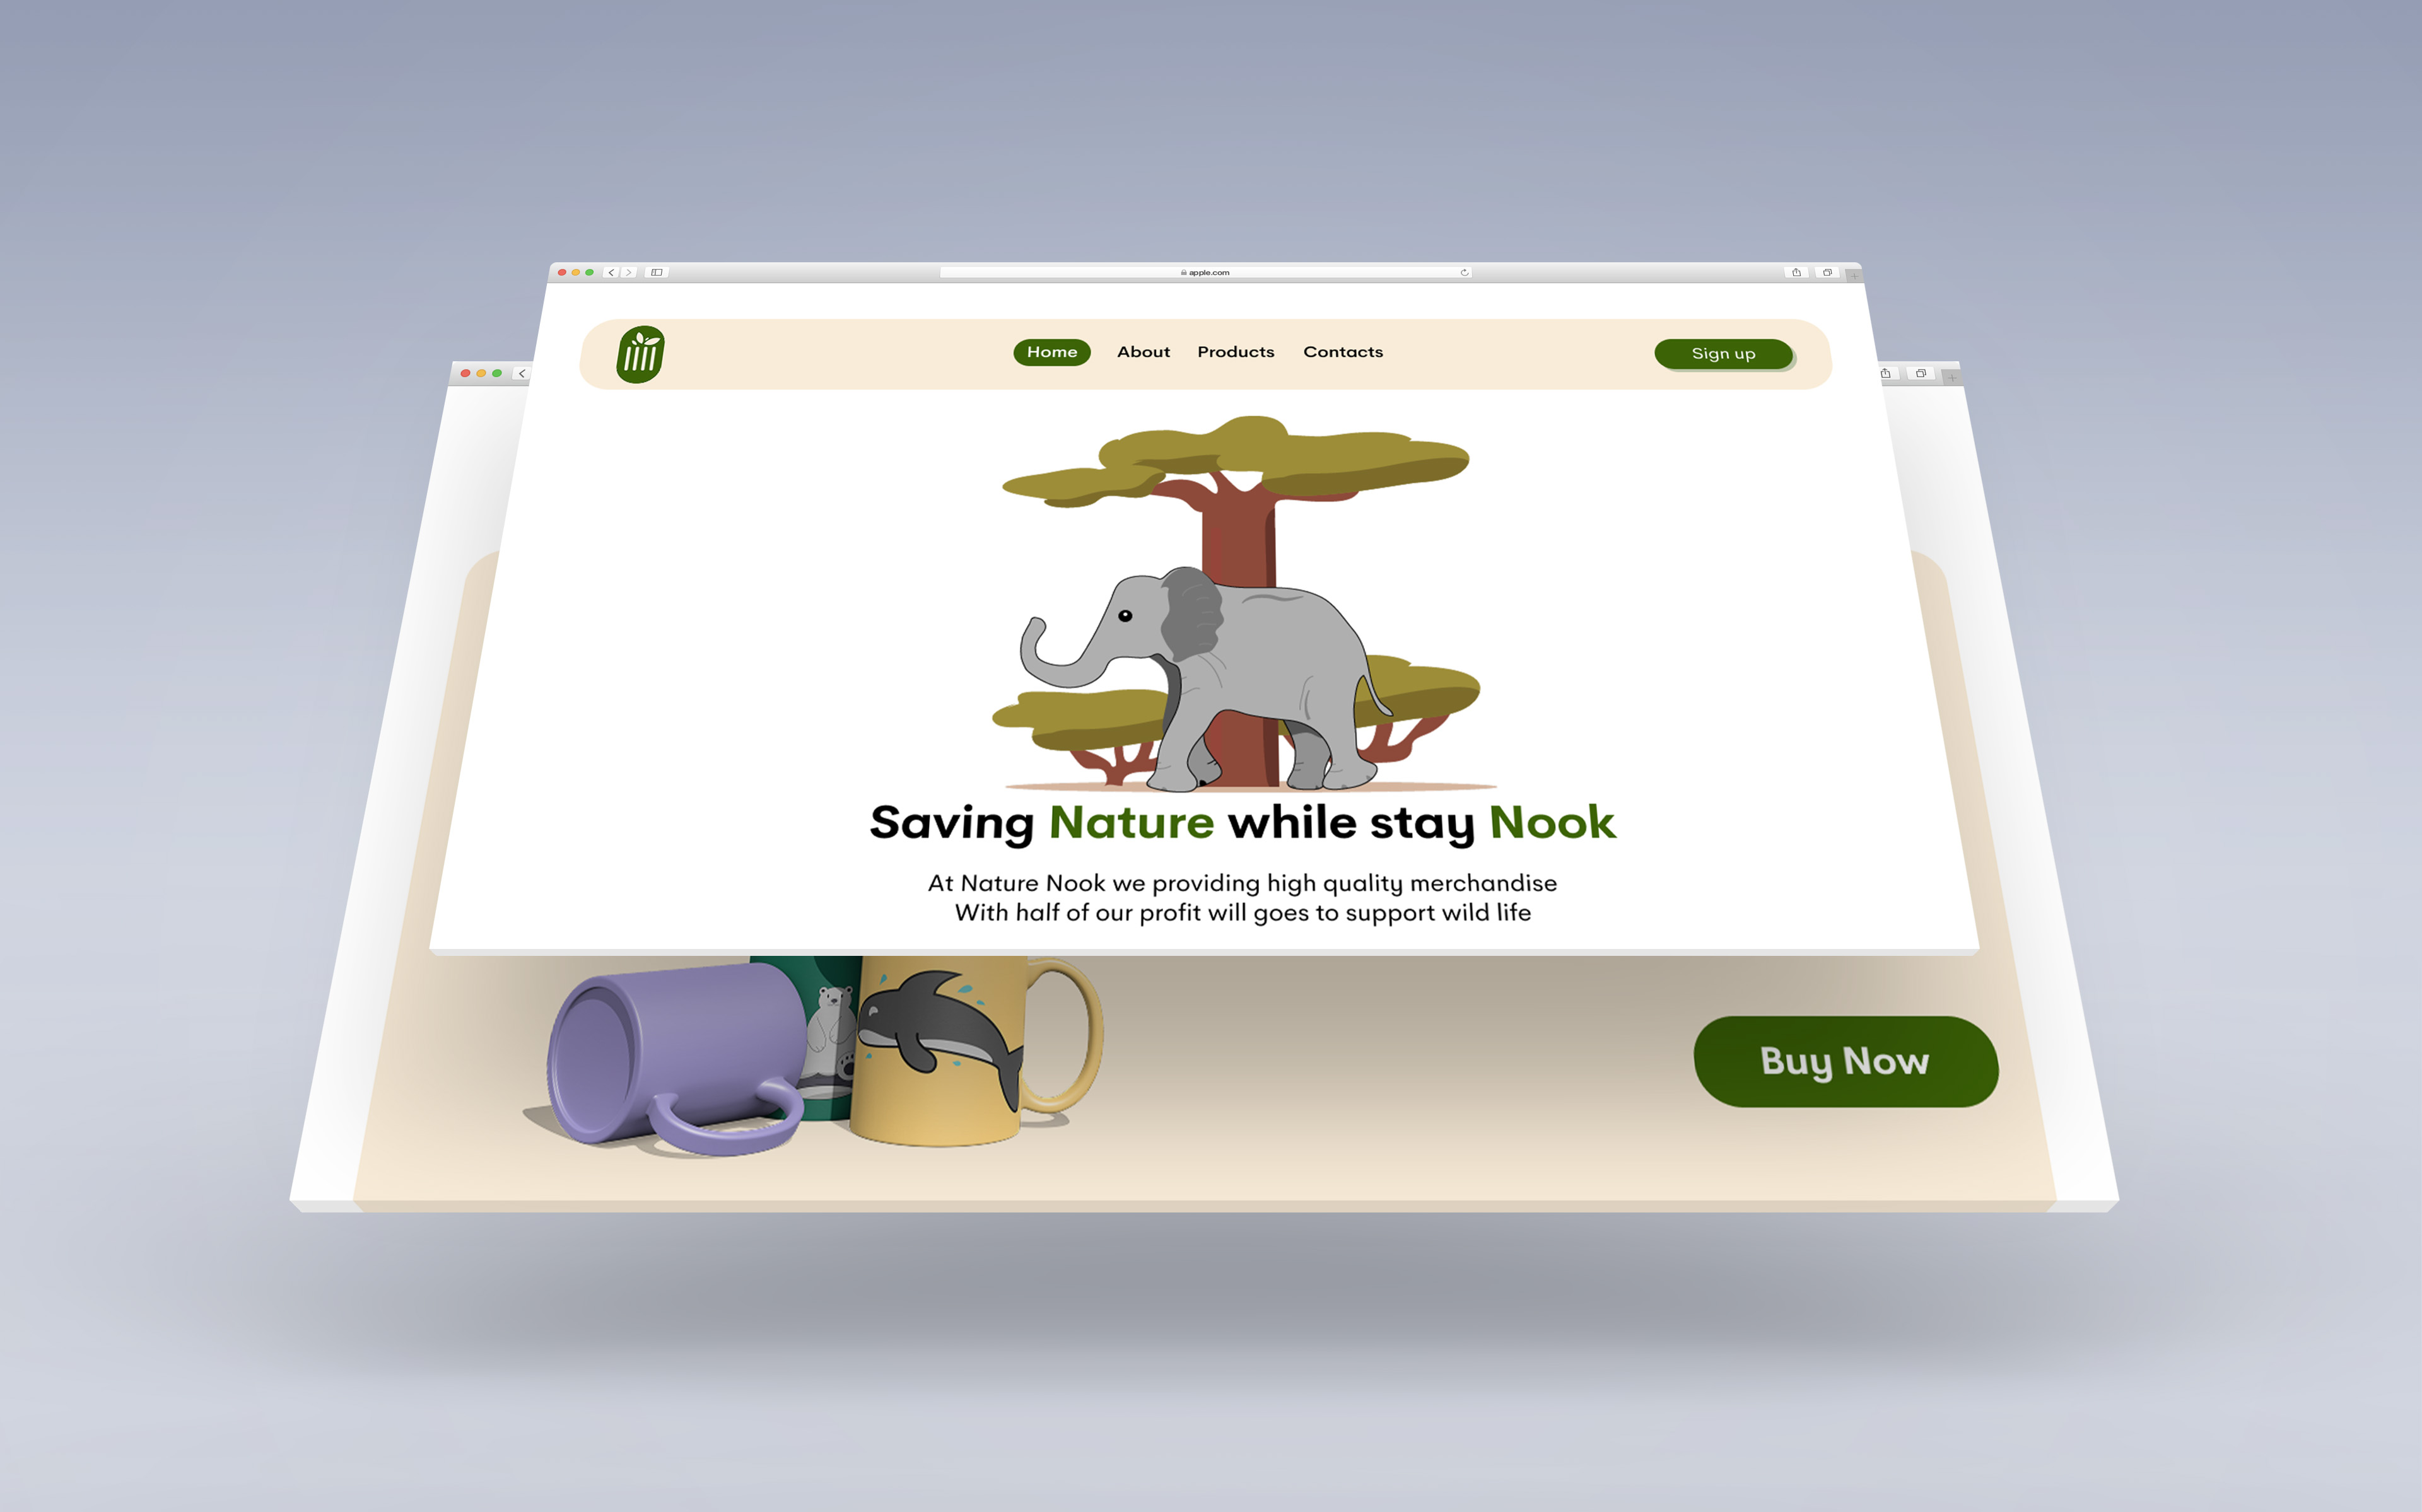 apple.com
Home About Products Contacts
Sign up
Saving Nature while stay Nook
At Nature Nook we providing high quality merchandise
With half of our profit will goes to support wild life
Buy Now